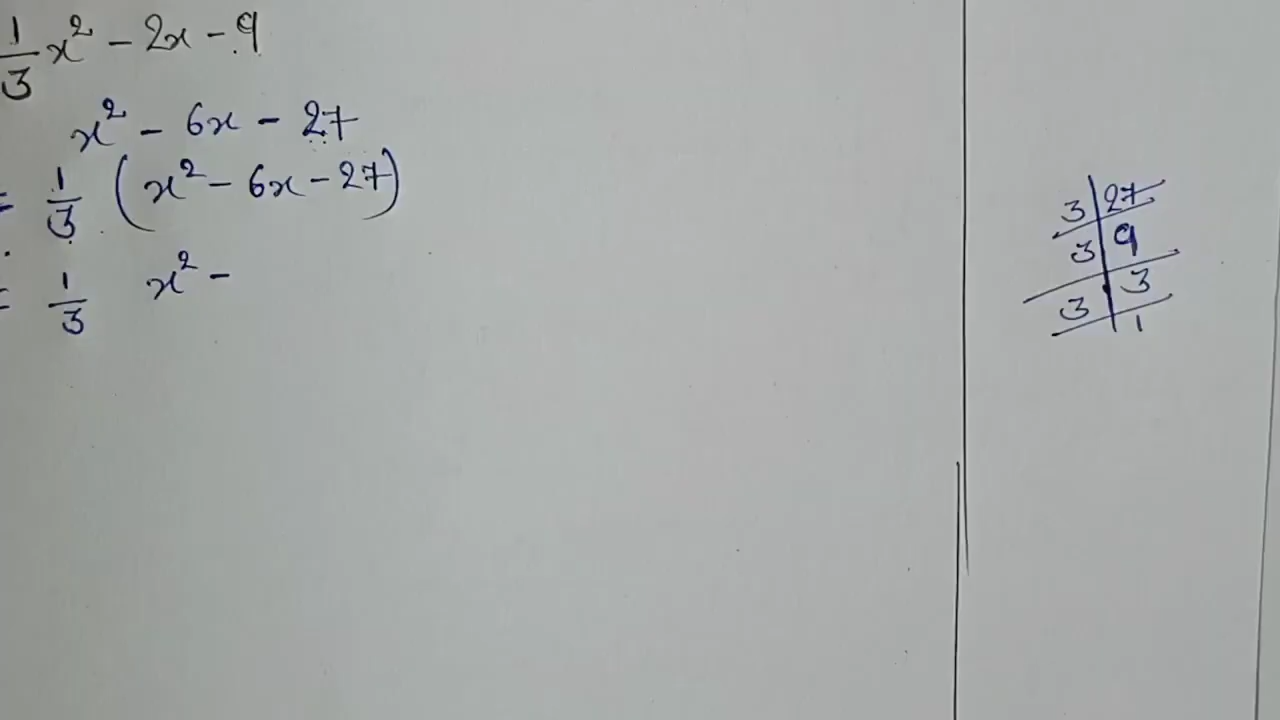 1/3 x² - 2x - 9
x² - 6x - 27
= 1/3 (x² - 6x - 27)
= 1/3 x² -
3 | 27
3 | 9
3 | 3
1